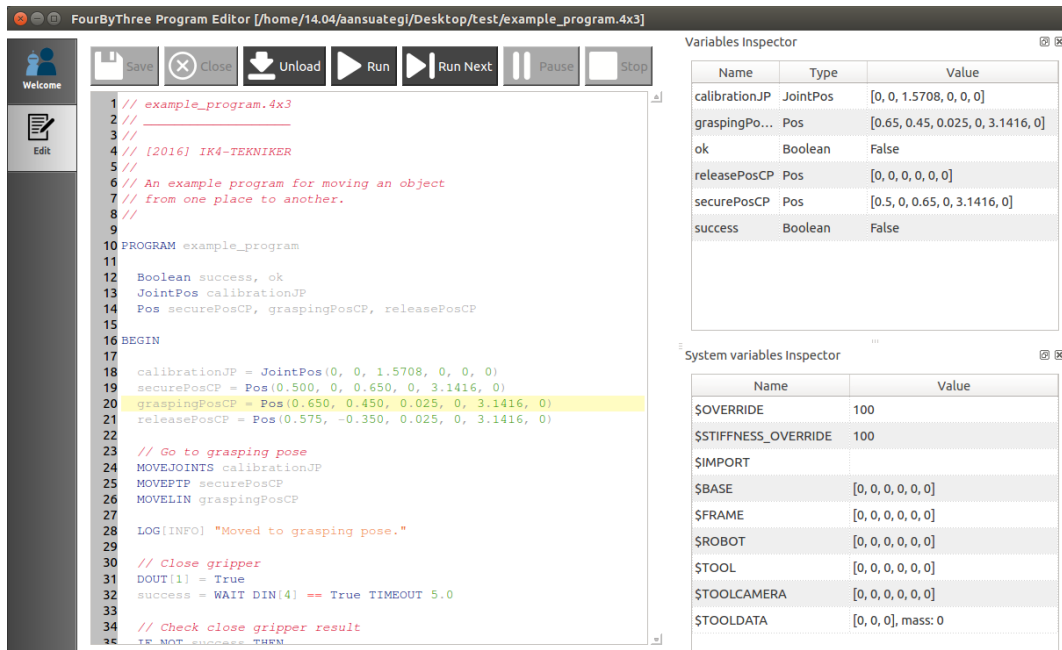 FourByThree Program Editor [/home/14.04/aansuategi/Desktop/test/example_program.4x3]
Welcome
Edit
Save Close Unload Run Run Next Pause Stop
1 // example_program.4x3
2 // ____________________
3 //
4 // [2016] IK4-TEKNIKER
5 //
6 // An example program for moving an object
7 // from one place to another.
8 //
9
10 PROGRAM example_program
11
12 Boolean success, ok
13 JointPos calibrationJP
14 Pos securePosCP, graspingPosCP, releasePosCP
15
16 BEGIN
17
18 calibrationJP = JointPos(0, 0, 1.5708, 0, 0, 0)
19 securePosCP = Pos(0.500, 0, 0.650, 0, 3.1416, 0)
20 graspingPosCP = Pos(0.650, 0.450, 0.025, 0, 3.1416, 0)
21 releasePosCP = Pos(0.575, -0.350, 0.025, 0, 3.1416, 0)
22
23 // Go to grasping pose
24 MOVEJOINTS calibrationJP
25 MOVEPTP securePosCP
26 MOVELIN graspingPosCP
27
28 LOG[INFO] "Moved to grasping pose."
29
30 // Close gripper
31 DOUT[1] = True
32 success = WAIT DIN[4] == True TIMEOUT 5.0
33
34 // Check close gripper result
35 IF NOT success THEN
Variables Inspector
Name Type Value
calibrationJP JointPos [0, 0, 1.5708, 0, 0, 0]
graspingPo... Pos [0.65, 0.45, 0.025, 0, 3.1416, 0]
ok Boolean False
releasePosCP Pos [0, 0, 0, 0, 0, 0]
securePosCP Pos [0.5, 0, 0.65, 0, 3.1416, 0]
success Boolean False
System variables Inspector
Name Value
$OVERRIDE 100
$STIFFNESS_OVERRIDE 100
$IMPORT
$BASE [0, 0, 0, 0, 0, 0]
$FRAME [0, 0, 0, 0, 0, 0]
$ROBOT [0, 0, 0, 0, 0, 0]
$TOOL [0, 0, 0, 0, 0, 0]
$TOOLCAMERA [0, 0, 0, 0, 0, 0]
$TOOLDATA [0, 0, 0], mass: 0